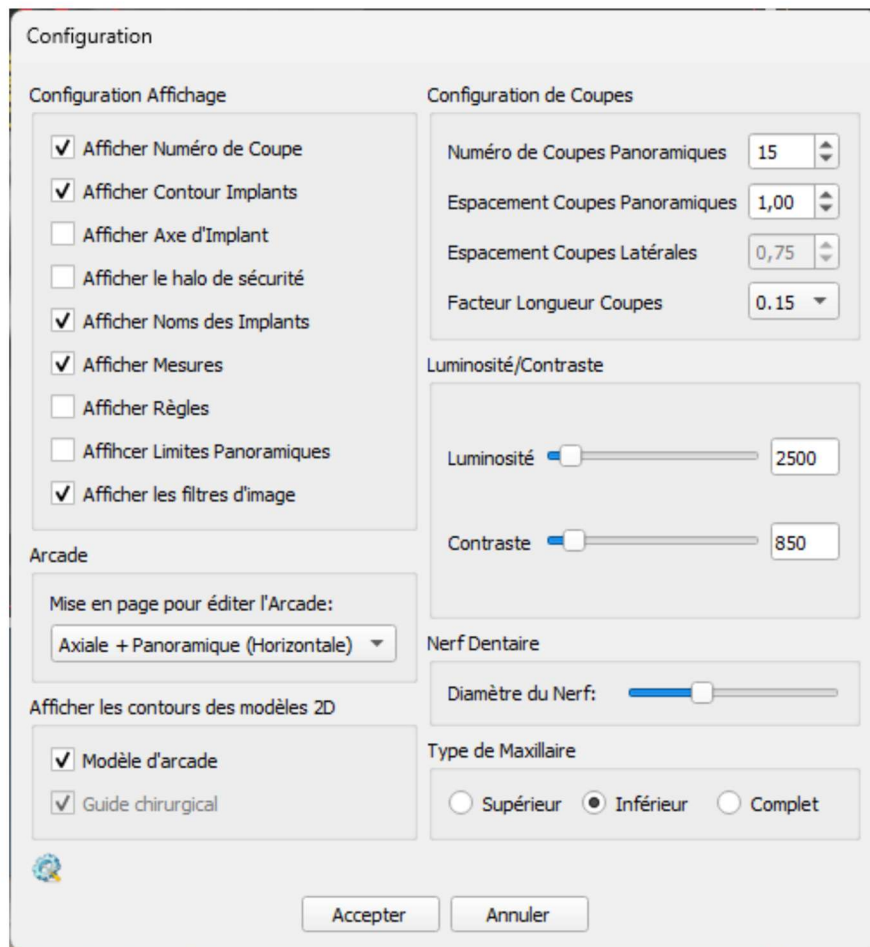 Configuration
Configuration Affichage
Afficher Numéro de Coupe
Afficher Contour Implants
Afficher Axe d'Implant
Afficher le halo de sécurité
Afficher Noms des Implants
Afficher Mesures
Afficher Règles
Affihcer Limites Panoramiques
Afficher les filtres d'image
Arcade
Mise en page pour éditer l'Arcade:
Axiale + Panoramique (Horizontale)
Afficher les contours des modèles 2D
Modèle d'arcade
Guide chirurgical
Configuration de Coupes
Numéro de Coupes Panoramiques 15
Espacement Coupes Panoramiques 1,00
Espacement Coupes Latérales 0,75
Facteur Longueur Coupes 0.15
Luminosité/Contraste
Luminosité 2500
Contraste 850
Nerf Dentaire
Diamètre du Nerf:
Type de Maxillaire
Supérieur Inférieur Complet
Accepter Annuler